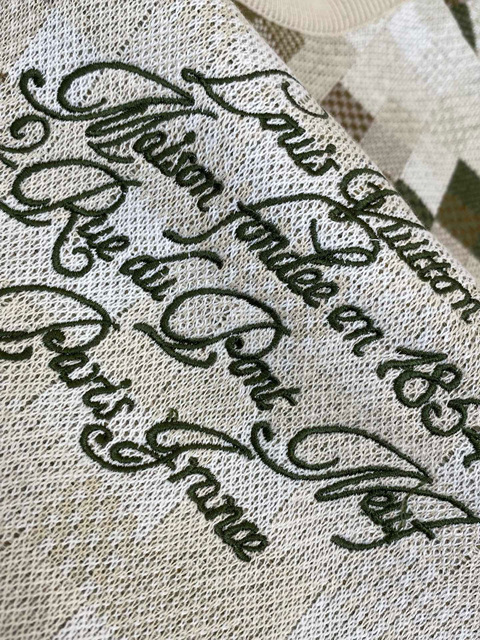 Louis Vuitton
Maison fondée en 1854
Rue du Pont Neuf
Paris France